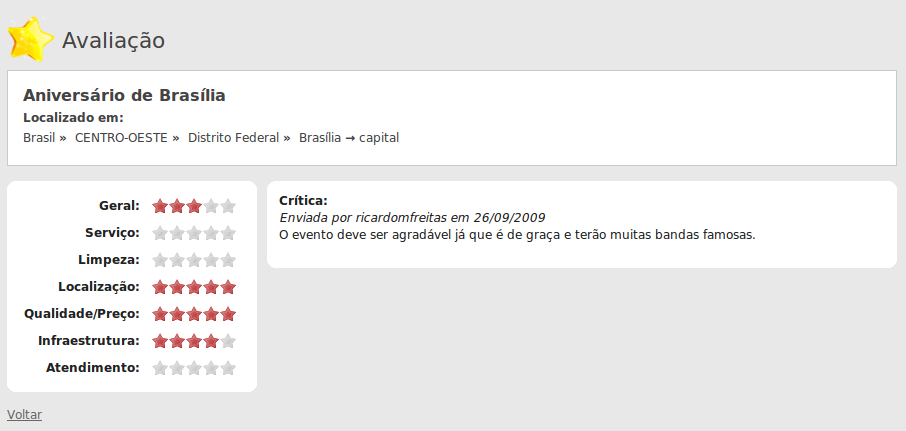 Avaliação
Aniversário de Brasília
Localizado em:
Brasil » CENTRO-OESTE » Distrito Federal » Brasília → capital
Geral:
Serviço:
Limpeza:
Localização:
Qualidade/Preço:
Infraestrutura:
Atendimento:
Crítica:
Enviada por ricardomfreitas em 26/09/2009
O evento deve ser agradável já que é de graça e terão muitas bandas famosas.
Voltar